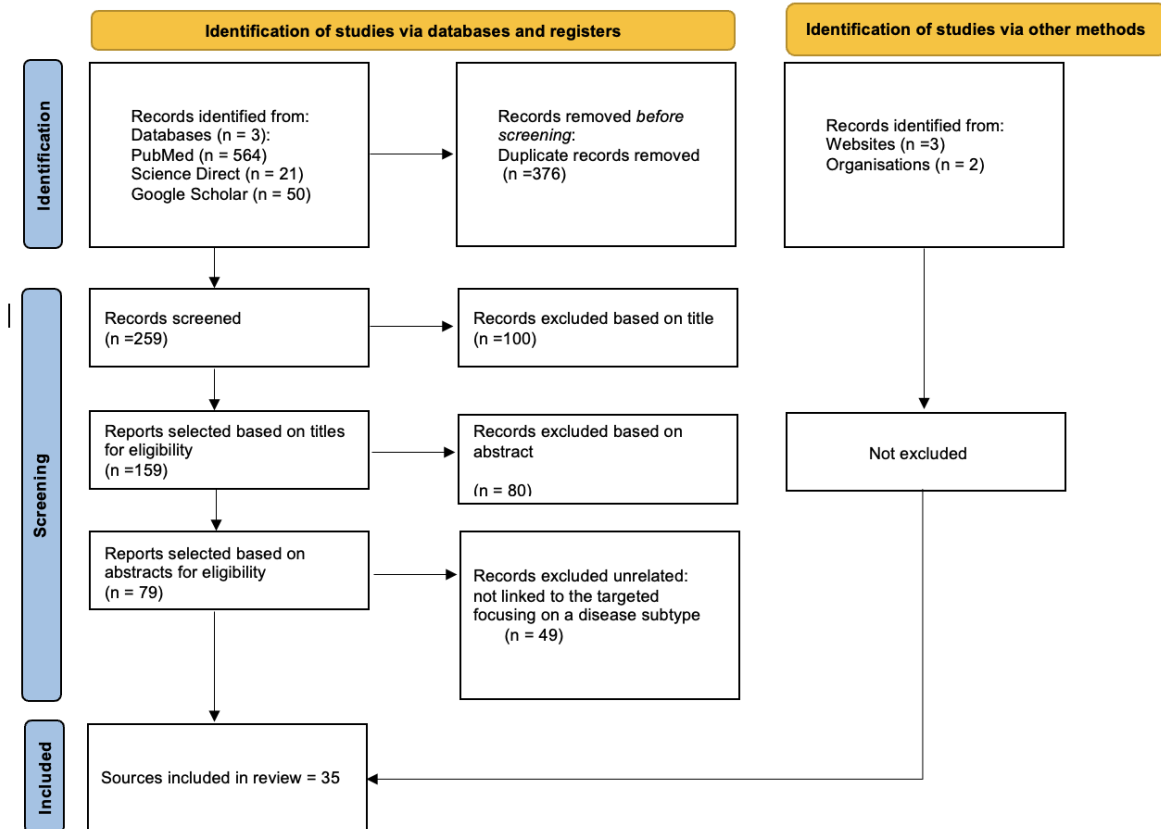 Identification of studies via databases and registers
Identification of studies via other methods
Identification
Records identified from:
Databases (n = 3):
PubMed (n = 564)
Science Direct (n = 21)
Google Scholar (n = 50)
Records removed before
screening:
Duplicate records removed
(n =376)
Records identified from:
Websites (n =3)
Organisations (n = 2)
Screening
Records screened
(n =259)
Records excluded based on title
(n =100)
Reports selected based on titles
for eligibility
(n =159)
Records excluded based on
abstract
(n = 80)
Not excluded
Reports selected based on
abstracts for eligibility
(n = 79)
Records excluded unrelated:
not linked to the targeted
focusing on a disease subtype
(n = 49)
Included
Sources included in review = 35